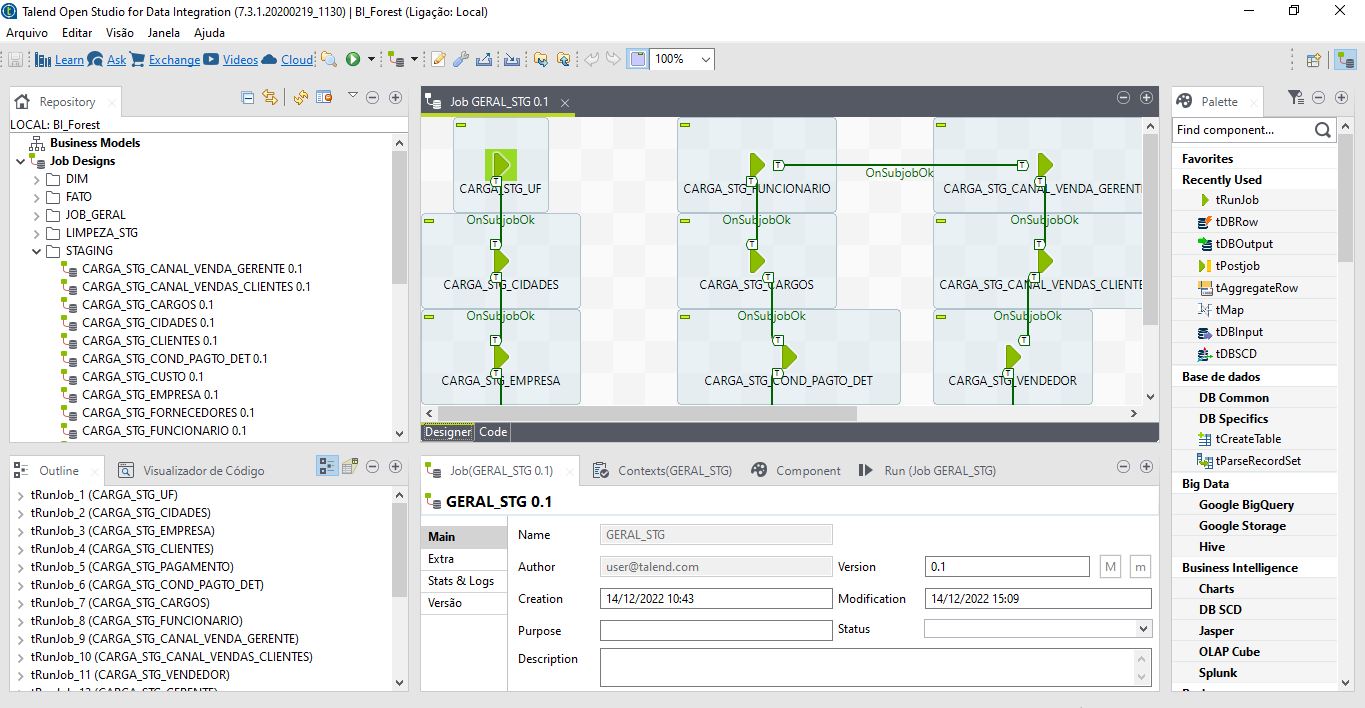 Talend Open Studio for Data Integration (7.3.1.20200219_1130) | BI_Forest (Ligação: Local)
Arquivo Editar Visão Janela Ajuda
Learn Ask Exchange Videos Cloud 100%
Repository
LOCAL: BI_Forest
Business Models
Job Designs
DIM
FATO
JOB_GERAL
LIMPEZA_STG
STAGING
CARGA_STG_CANAL_VENDA_GERENTE 0.1
CARGA_STG_CANAL_VENDAS_CLIENTES 0.1
CARGA_STG_CARGOS 0.1
CARGA_STG_CIDADES 0.1
CARGA_STG_CLIENTES 0.1
CARGA_STG_COND_PAGTO_DET 0.1
CARGA_STG_CUSTO 0.1
CARGA_STG_EMPRESA 0.1
CARGA_STG_FORNECEDORES 0.1
CARGA_STG_FUNCIONARIO 0.1
Job GERAL_STG 0.1
OnSubjobOk
CARGA_STG_UF CARGA_STG_FUNCIONARIO CARGA_STG_CANAL_VENDA_GERENT
OnSubjobOk OnSubjobOk OnSubjobOk
CARGA_STG_CIDADES CARGA_STG_CARGOS CARGA_STG_CANAL_VENDAS_CLIENTE
OnSubjobOk OnSubjobOk OnSubjobOk
CARGA_STG_EMPRESA CARGA_STG_COND_PAGTO_DET CARGA_STG_VENDEDOR
Designer Code
Palette
Find component...
Favorites
Recently Used
tRunJob
tDBRow
tDBOutput
tPostjob
tAggregateRow
tMap
tDBInput
tDBSCD
Base de dados
DB Common
DB Specifics
tCreateTable
tParseRecordSet
Big Data
Google BigQuery
Google Storage
Hive
Business Intelligence
Charts
DB SCD
Jasper
OLAP Cube
Splunk
Outline Visualizador de Código
tRunJob_1 (CARGA_STG_UF)
tRunJob_2 (CARGA_STG_CIDADES)
tRunJob_3 (CARGA_STG_EMPRESA)
tRunJob_4 (CARGA_STG_CLIENTES)
tRunJob_5 (CARGA_STG_PAGAMENTO)
tRunJob_6 (CARGA_STG_COND_PAGTO_DET)
tRunJob_7 (CARGA_STG_CARGOS)
tRunJob_8 (CARGA_STG_FUNCIONARIO)
tRunJob_9 (CARGA_STG_CANAL_VENDA_GERENTE)
tRunJob_10 (CARGA_STG_CANAL_VENDAS_CLIENTES)
tRunJob_11 (CARGA_STG_VENDEDOR)
Job(GERAL_STG 0.1) Contexts(GERAL_STG) Component Run (Job GERAL_STG)
GERAL_STG 0.1
Main
Extra
Stats & Logs
Versão
Name GERAL_STG
Author user@talend.com Version 0.1 M m
Creation 14/12/2022 10:43 Modification 14/12/2022 15:09
Purpose Status
Description